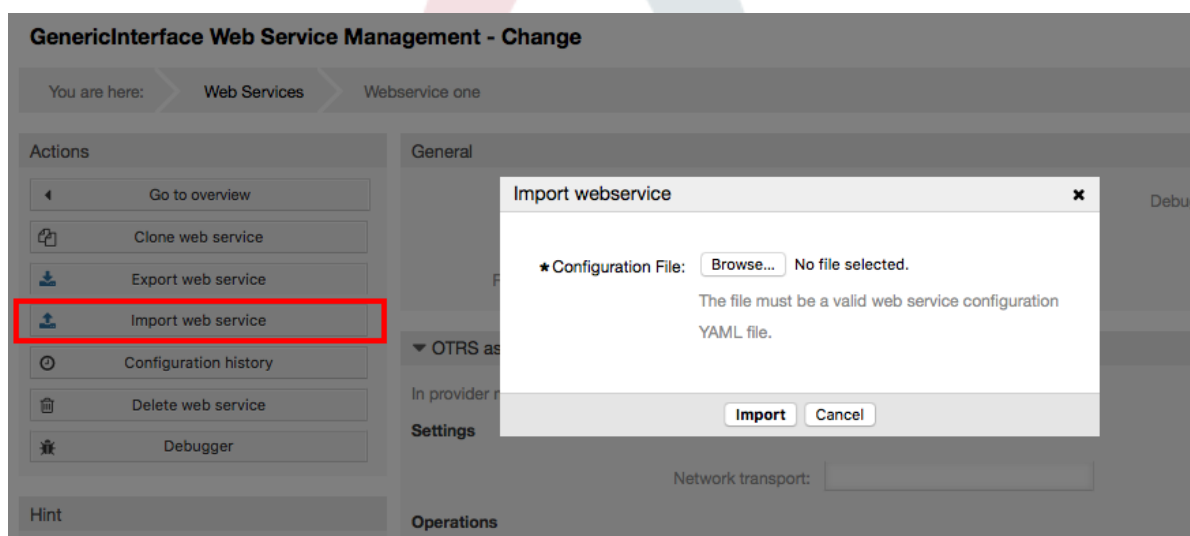 GenericInterface Web Service Management - Change
You are here:
Web Services
Webservice one
Actions
Go to overview
Clone web service
Export web service
Import web service
Configuration history
Delete web service
Debugger
Hint
General
Import webservice
★Configuration File:
Browse... No file selected.
The file must be a valid web service configuration
YAML file.
Import
Cancel
OTRS as
In provider
Settings
Network transport:
Operations